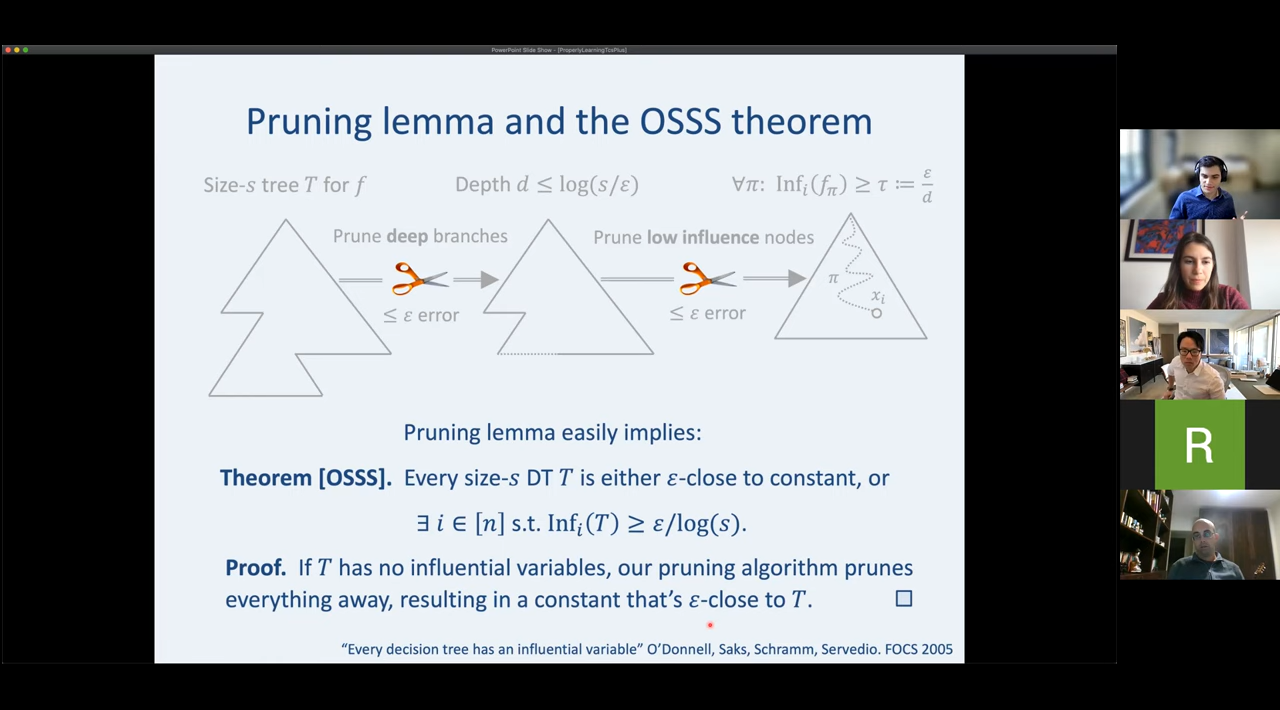 PowerPoint Slide Show - [ProperlyLearningTcsPlus]
Pruning lemma and the OSSS theorem
Size-s tree T for f
Depth d ≤ log(s/ε)
∀π: Inf_i(f_π) ≥ τ := ε/d
Prune deep branches
Prune low influence nodes
≤ ε error
≤ ε error
π
x_i
Pruning lemma easily implies:
Theorem [OSSS]. Every size-s DT T is either ε-close to constant, or
∃ i ∈ [n] s.t. Inf_i(T) ≥ ε/log(s).
Proof. If T has no influential variables, our pruning algorithm prunes
everything away, resulting in a constant that's ε-close to T. □
“Every decision tree has an influential variable” O'Donnell, Saks, Schramm, Servedio. FOCS 2005
R